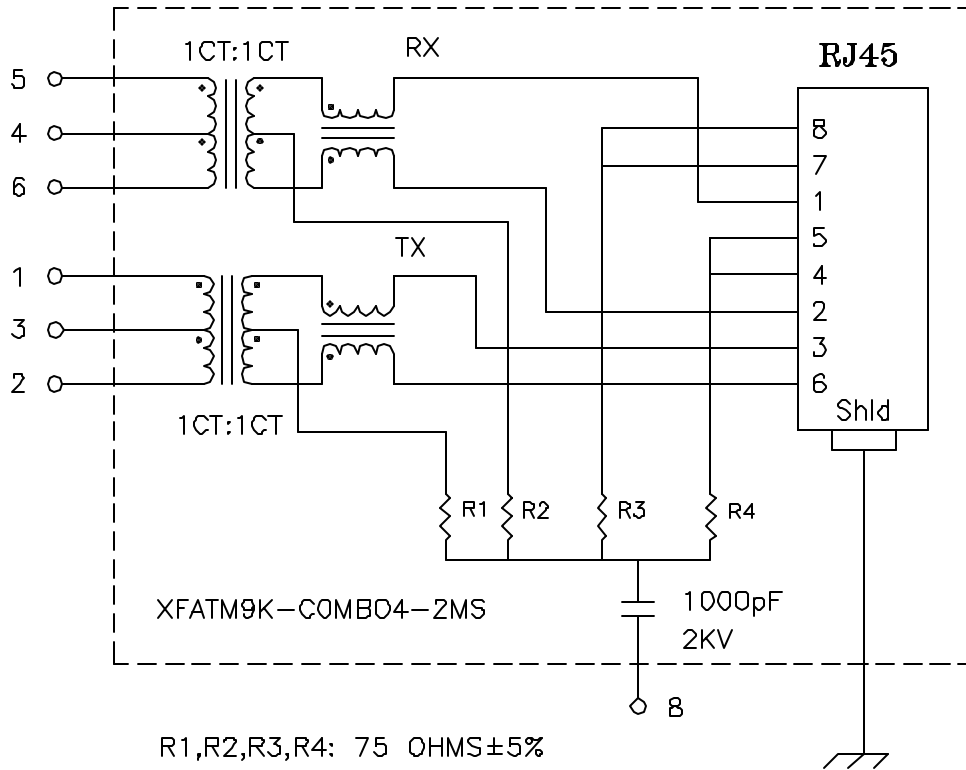 1CT:1CT
RX
RJ45
5
4
6
8
7
1
5
4
2
3
6
Shld
TX
1
3
2
1CT:1CT
R1
R2
R3
R4
XFATM9K-COMBO4-2MS
1000pF
2KV
8
R1,R2,R3,R4: 75 OHMS±5%